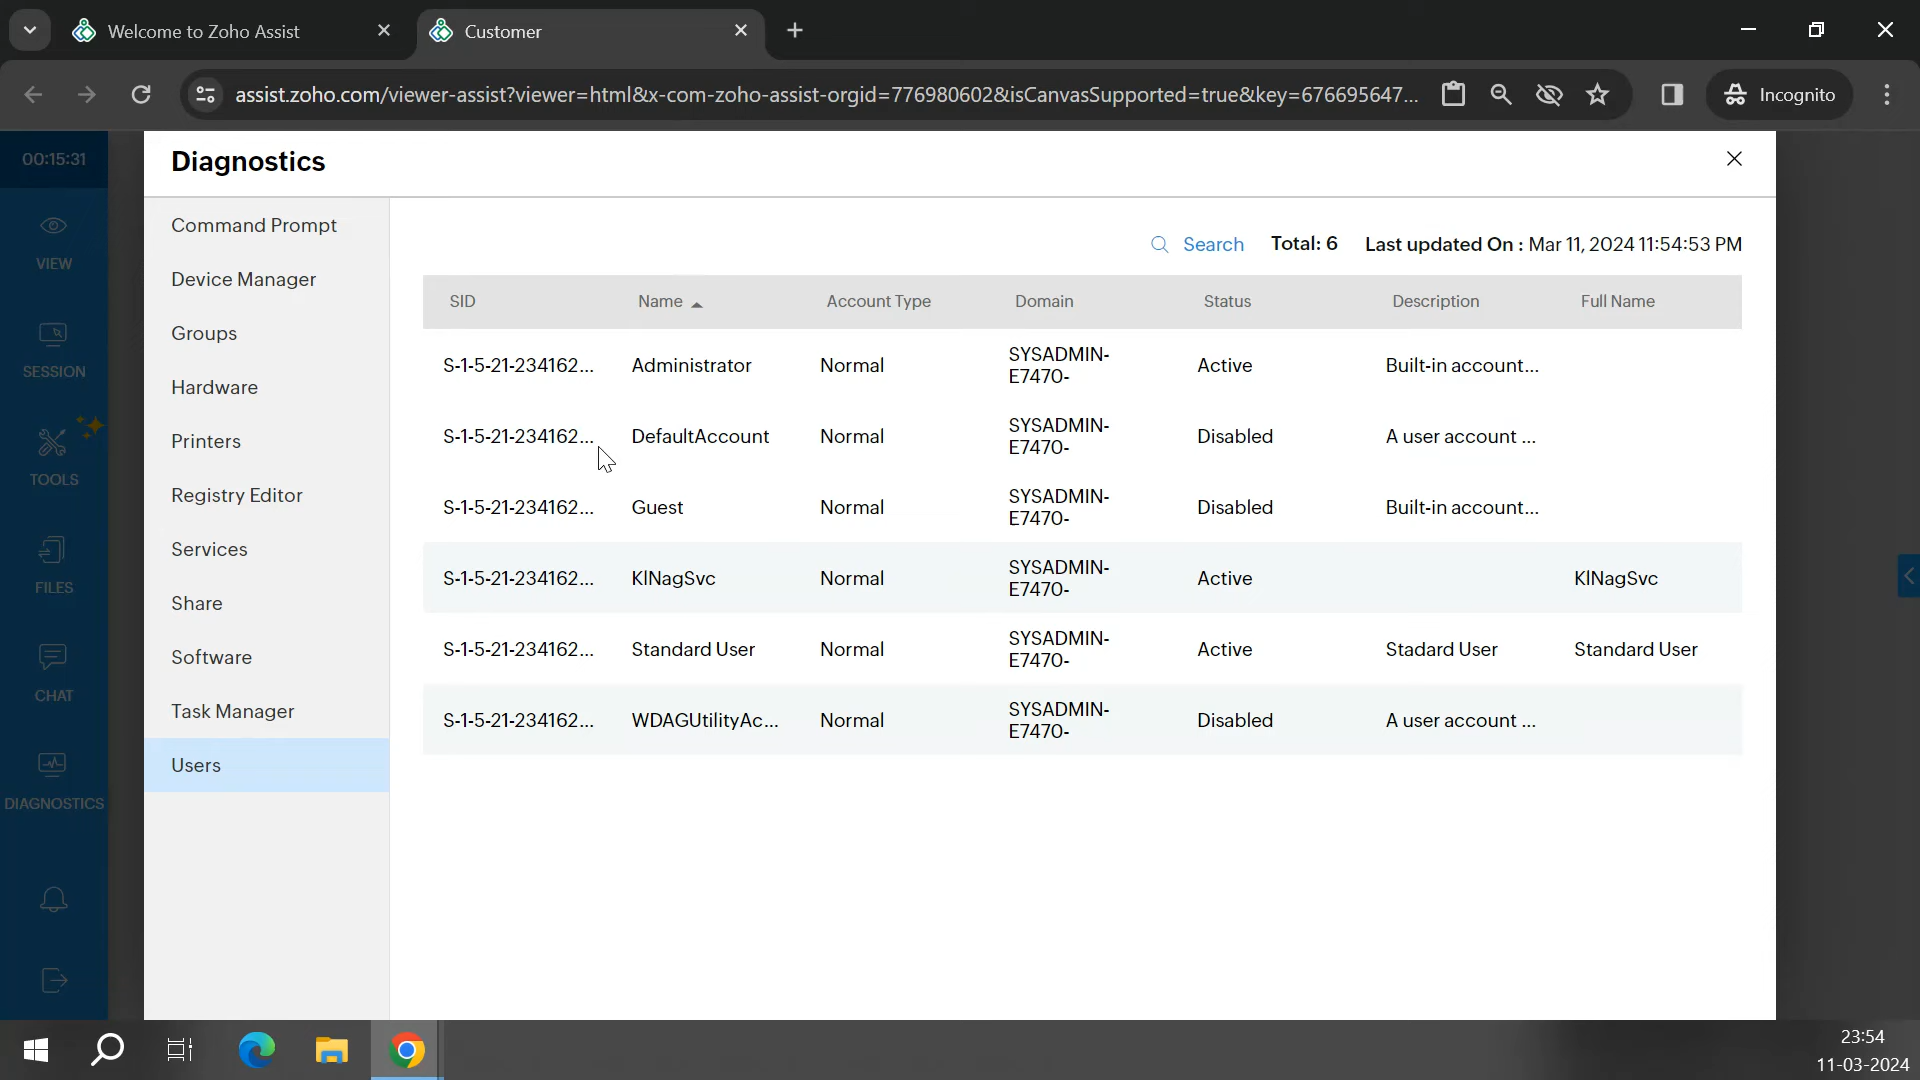 Welcome to Zoho Assist
Customer
assist.zoho.com/viewer-assist?viewer=html&x-com-zoho-assist-orgid=776980602&isCanvasSupported=true&key=676695647...
Incognito
00:15:31
Diagnostics
VIEW
SESSION
TOOLS
FILES
CHAT
DIAGNOSTICS
Command Prompt
Device Manager
Groups
Hardware
Printers
Registry Editor
Services
Share
Software
Task Manager
Users
Search Total: 6 Last updated On : Mar 11, 2024 11:54:53 PM
SID Name Account Type Domain Status Description Full Name
S-1-5-21-234162... Administrator Normal SYSADMIN-E7470- Active Built-in account...
S-1-5-21-234162... DefaultAccount Normal SYSADMIN-E7470- Disabled A user account ...
S-1-5-21-234162... Guest Normal SYSADMIN-E7470- Disabled Built-in account...
S-1-5-21-234162... KlNagSvc Normal SYSADMIN-E7470- Active KlNagSvc
S-1-5-21-234162... Standard User Normal SYSADMIN-E7470- Active Stadard User Standard User
S-1-5-21-234162... WDAGUtilityAc... Normal SYSADMIN-E7470- Disabled A user account ...
23:54
11-03-2024